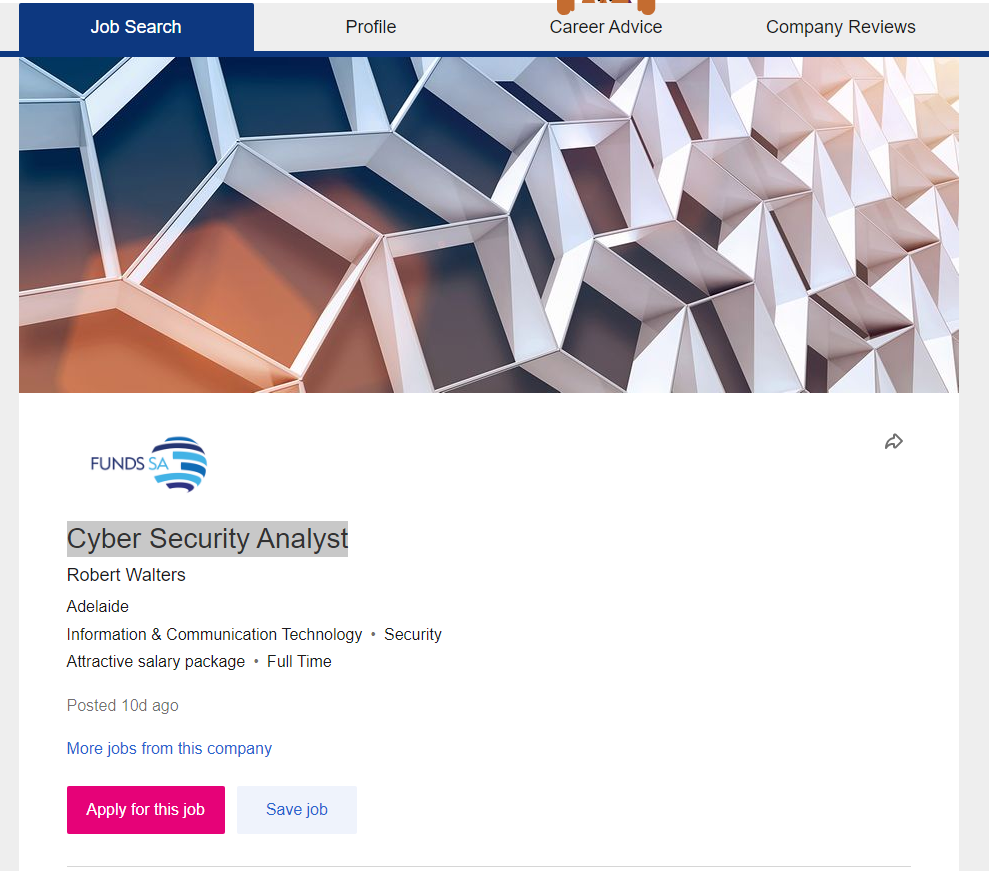 Job Search
Profile
Career Advice
Company Reviews
FUNDS SA
Cyber Security Analyst
Robert Walters
Adelaide
Information & Communication Technology • Security
Attractive salary package • Full Time
Posted 10d ago
More jobs from this company
Apply for this job
Save job